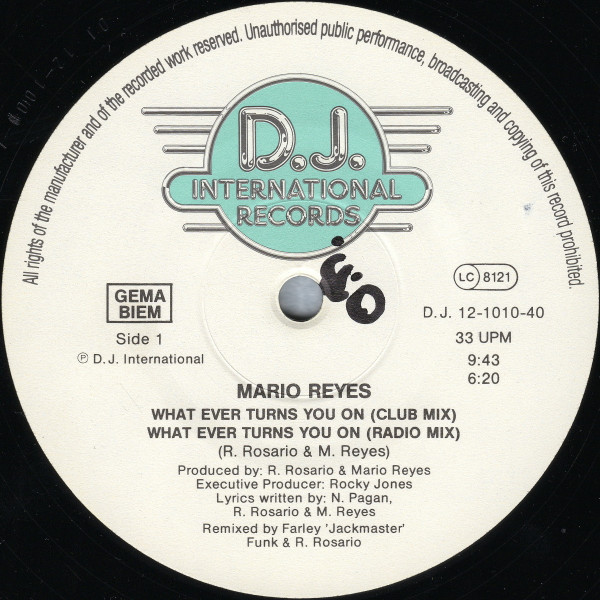 All rights of the manufacturer and of the recorded work reserved. Unauthorised public performance, broadcasting and copying of this record prohibited.
D.J.
INTERNATIONAL
RECORDS
GEMA
BIEM
Side 1
℗ D.J. International
LC 8121
D.J. 12-1010-40
33 UPM
9:43
6:20
MARIO REYES
WHAT EVER TURNS YOU ON (CLUB MIX)
WHAT EVER TURNS YOU ON (RADIO MIX)
(R. Rosario & M. Reyes)
Produced by: R. Rosario & Mario Reyes
Executive Producer: Rocky Jones
Lyrics written by: N. Pagan,
R. Rosario & M. Reyes
Remixed by Farley 'Jackmaster'
Funk & R. Rosario